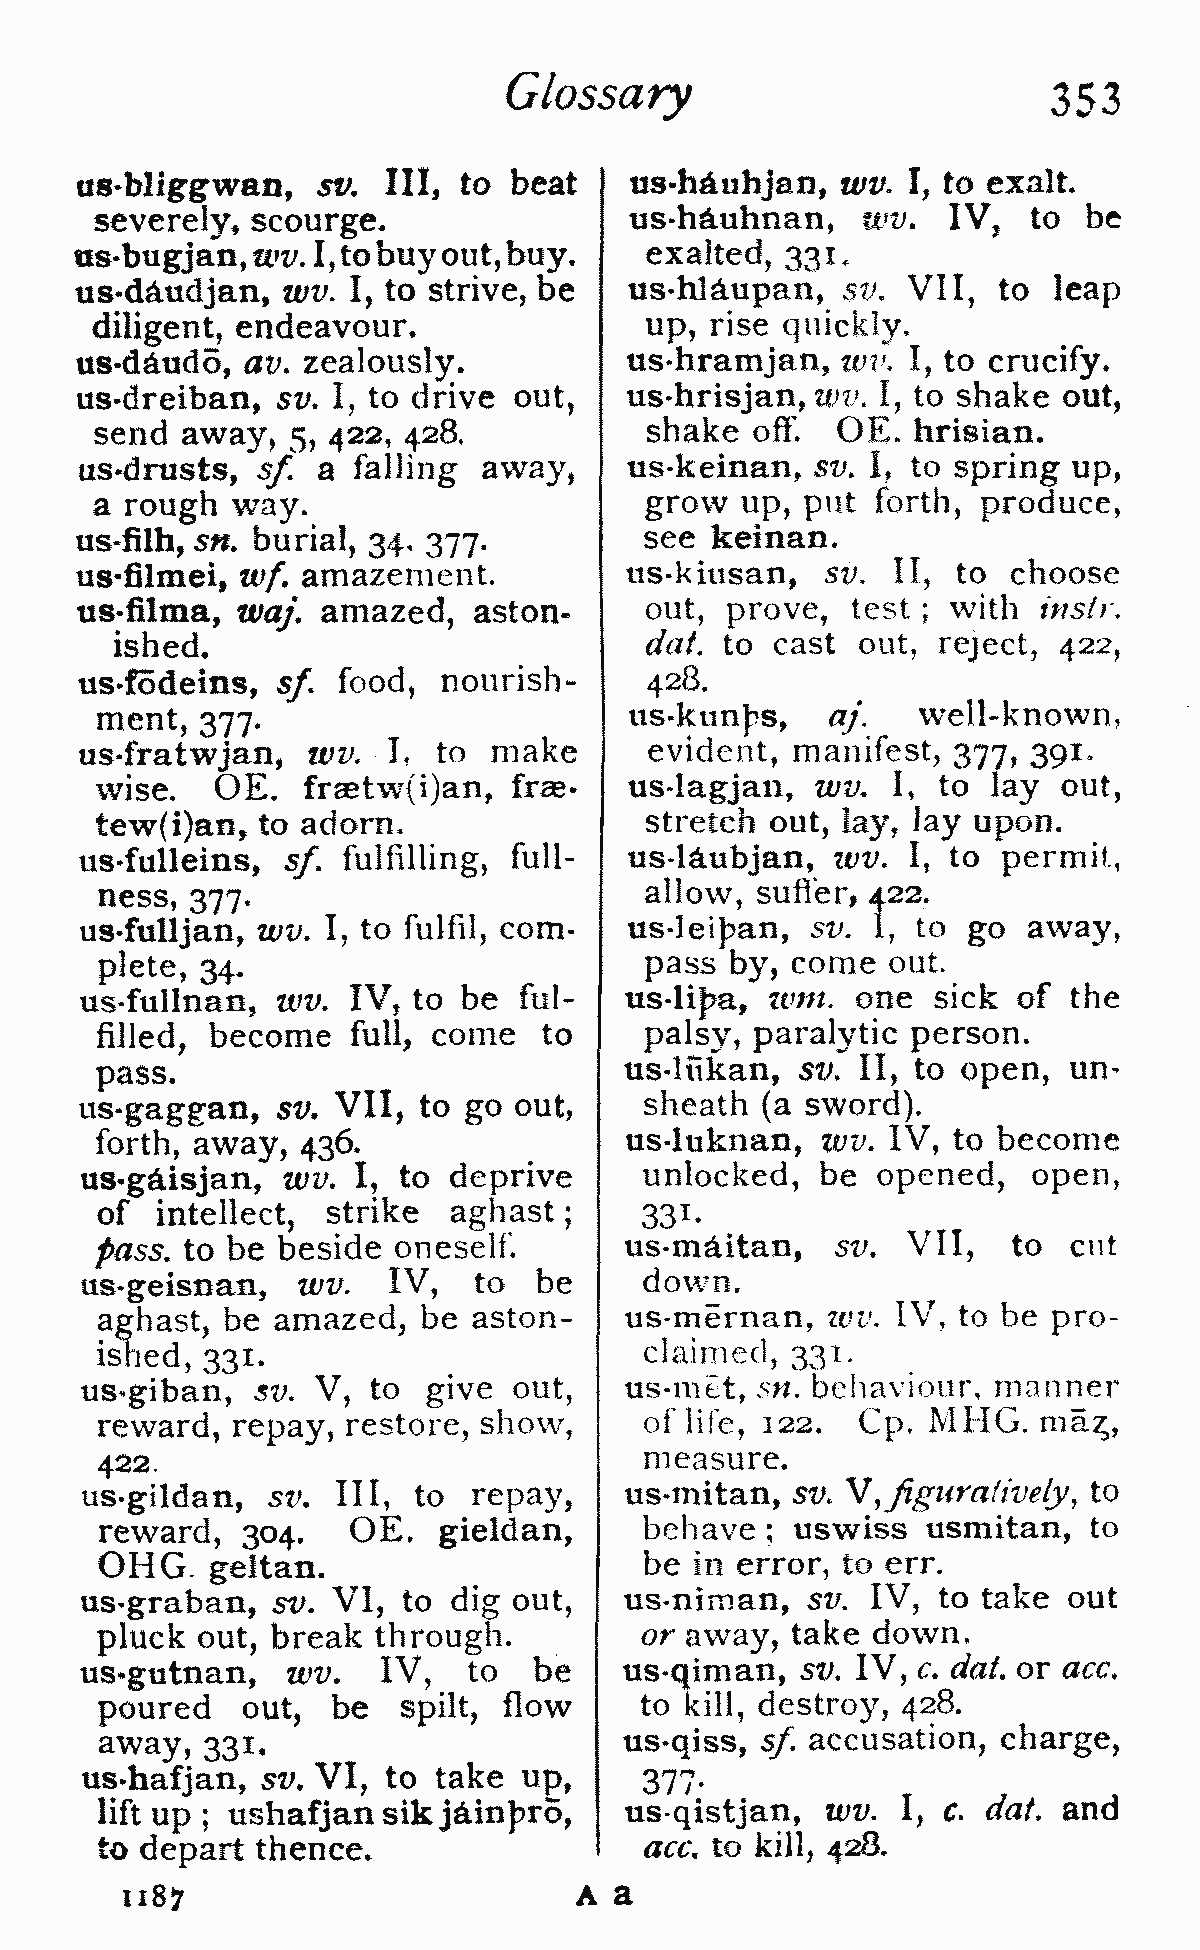 Glossary 353
us·bliggwan, sv. III, to beat
severely, scourge.
us·bugjan, wv. I, to buy out, buy.
us·dáudjan, wv. I, to strive, be
diligent, endeavour.
us·dáudō, av. zealously.
us·dreiban, sv. I, to drive out,
send away, 5, 422, 428.
us·drusts, sf. a falling away,
a rough way.
us·filh, sn. burial, 34, 377.
us·filmei, wf. amazement.
us·filma, waj. amazed, aston-
ished.
us·fōdeins, sf. food, nourish-
ment, 377.
us·fratwjan, wv. I, to make
wise. OE. frætw(i)an, fræ-
tew(i)an, to adorn.
us·fulleins, sf. fulfilling, full-
ness, 377.
us·fulljan, wv. I, to fulfil, com-
plete, 34.
us·fullnan, wv. IV, to be ful-
filled, become full, come to
pass.
us·gaggan, sv. VII, to go out,
forth, away, 436.
us·gáisjan, wv. I, to deprive
of intellect, strike aghast ;
pass. to be beside oneself.
us·geisnan, wv. IV, to be
aghast, be amazed, be aston-
ished, 331.
us·giban, sv. V, to give out,
reward, repay, restore, show,
422.
us·gildan, sv. III, to repay,
reward, 304. OE. gieldan,
OHG. geltan.
us·graban, sv. VI, to dig out,
pluck out, break through.
us·gutnan, wv. IV, to be
poured out, be spilt, flow
away, 331.
us·hafjan, sv. VI, to take up,
lift up ; ushafjan sik jáinþrō,
to depart thence.
us·háuhjan, wv. I, to exalt.
us·háuhnan, wv. IV, to be
exalted, 331.
us·hláupan, sv. VII, to leap
up, rise quickly.
us·hramjan, wv. I, to crucify.
us·hrisjan, wv. I, to shake out,
shake off. OE. hrisian.
us·keinan, sv. I, to spring up,
grow up, put forth, produce,
see keinan.
us·kiusan, sv. II, to choose
out, prove, test ; with instr.
dat. to cast out, reject, 422,
428.
us·kunþs, aj. well-known,
evident, manifest, 377, 391.
us·lagjan, wv. I, to lay out,
stretch out, lay, lay upon.
us·láubjan, wv. I, to permit,
allow, suffer, 422.
us·leiþan, sv. I, to go away,
pass by, come out.
us·liþa, wm. one sick of the
palsy, paralytic person.
us·lūkan, sv. II, to open, un-
sheath (a sword).
us·luknan, wv. IV, to become
unlocked, be opened, open,
331.
us·máitan, sv. VII, to cut
down.
us·mērnan, wv. IV, to be pro-
claimed, 331.
us·mēt, sn. behaviour, manner
of life, 122. Cp. MHG. māʒ,
measure.
us·mitan, sv. V, figuratively, to
behave ; uswiss usmitan, to
be in error, to err.
us·niman, sv. IV, to take out
or away, take down.
us·qiman, sv. IV, c. dat. or acc.
to kill, destroy, 428.
us·qiss, sf. accusation, charge,
377.
us·qistjan, wv. I, c. dat. and
acc. to kill, 428.
1187 A a